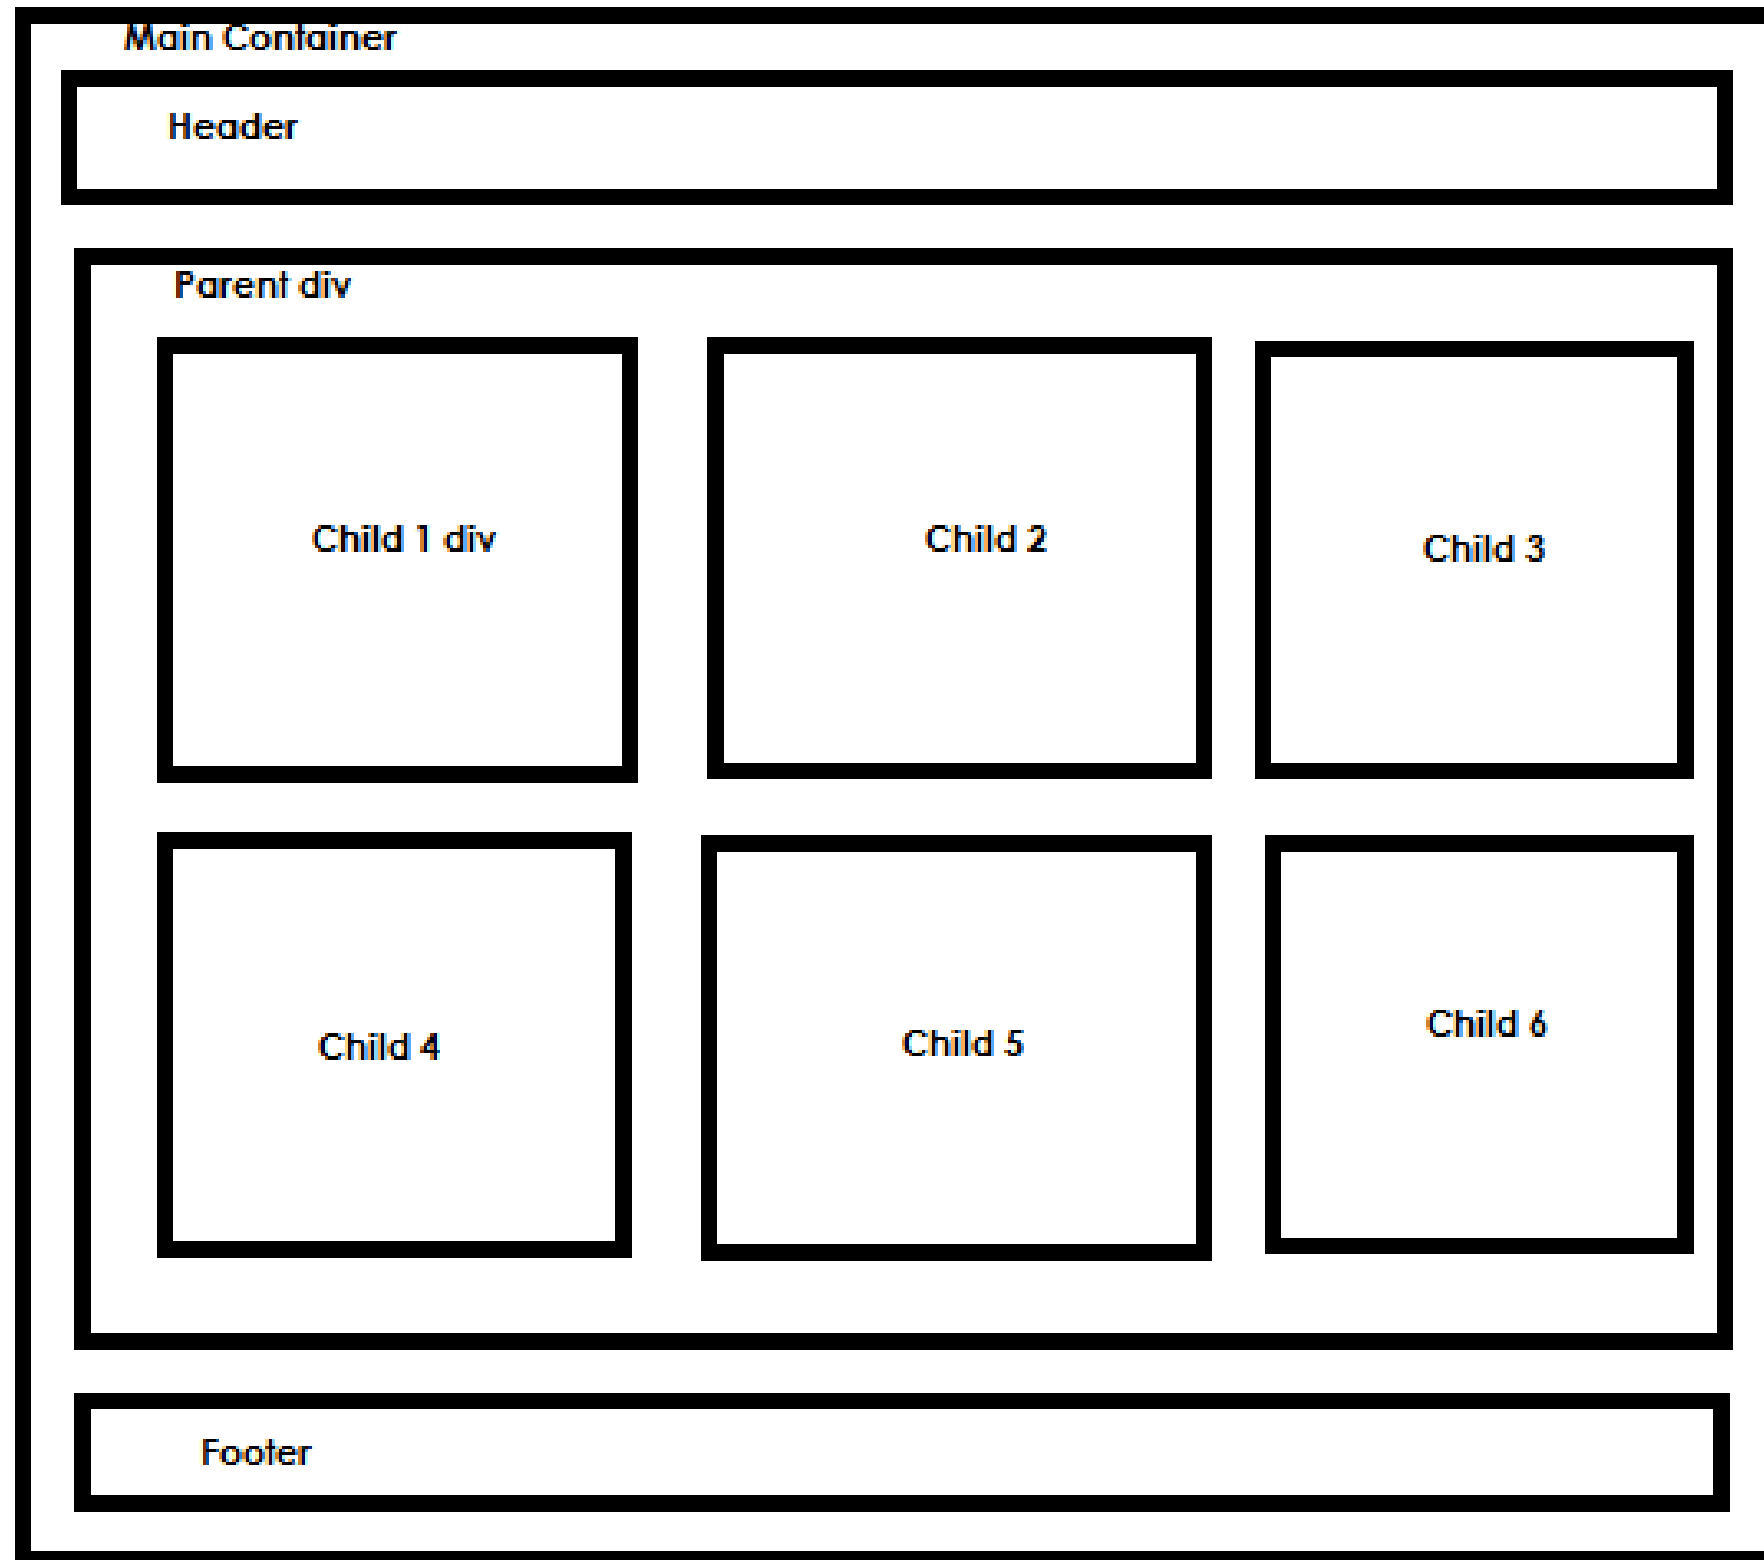 Main Container
Header
Parent div
Child 1 div
Child 2
Child 3
Child 4
Child 5
Child 6
Footer